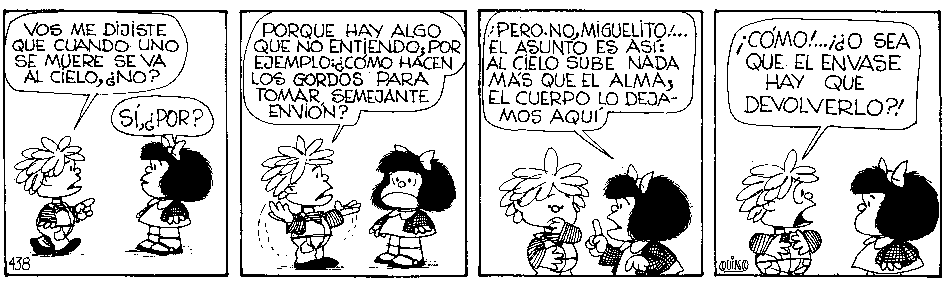 VOS ME DIJISTE
QUE CUANDO UNO
SE MUERE SE VA
AL CIELO,¿NO?
SÍ,¿POR?
438
PORQUE HAY ALGO
QUE NO ENTIENDO;POR
EJEMPLO:¿CÓMO HACEN
LOS GORDOS PARA
TOMAR SEMEJANTE
ENVIÓN?
¡PERO.NO,MIGUELITO!...
EL ASUNTO ES ASÍ:
AL CIELO SUBE NADA
MÁS QUE EL ALMA;
EL CUERPO LO DEJA-
MOS AQUÍ
¡CÓMO!...¡¿O SEA
QUE EL ENVASE
HAY QUE
DEVOLVERLO?!
QUINO